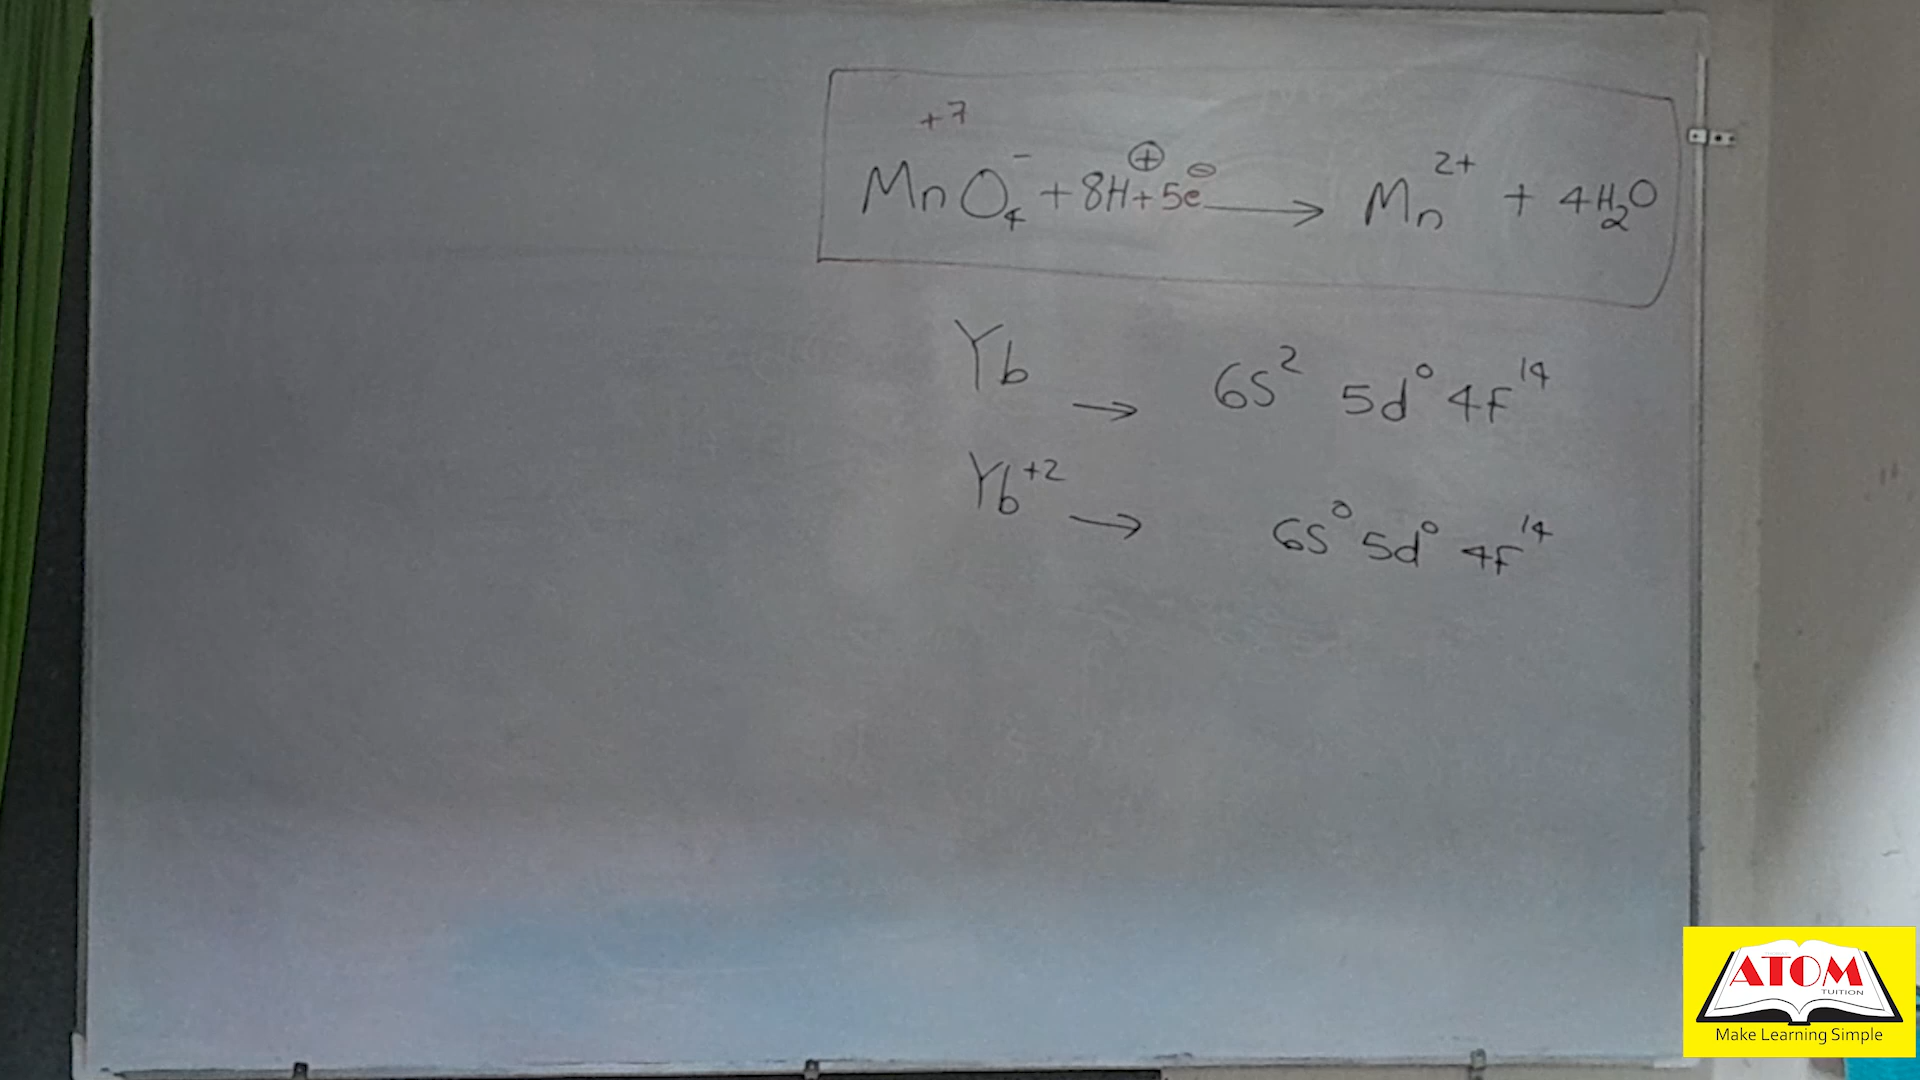 +7
MnO₄⁻ + 8H⊕ + 5e⊖ ⟶ Mn²⁺ + 4H₂O
Yb → 6s² 5d⁰ 4f¹⁴
Yb⁺² → 6s⁰ 5d⁰ 4f¹⁴
ATOM
TUITION
Make Learning Simple